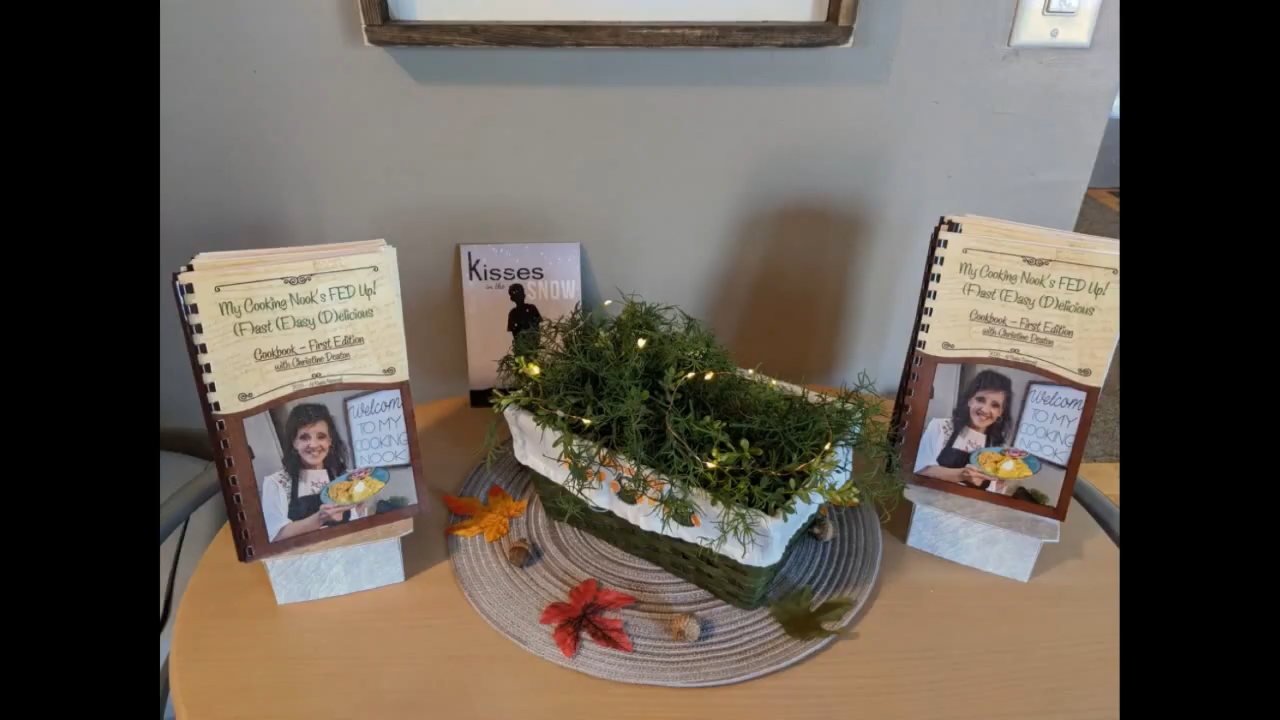 My Cooking Nook's FED Up!
(F)ast (E)asy (D)elicious
Cookbook – First Edition
with Christine Deaton
Welcome
TO MY
COOKING
NOOK
Kisses
in the
SNOW
My Cooking Nook's FED Up!
(F)ast (E)asy (D)elicious
Cookbook – First Edition
with Christine Deaton
Welcome
TO MY
COOKING
NOOK